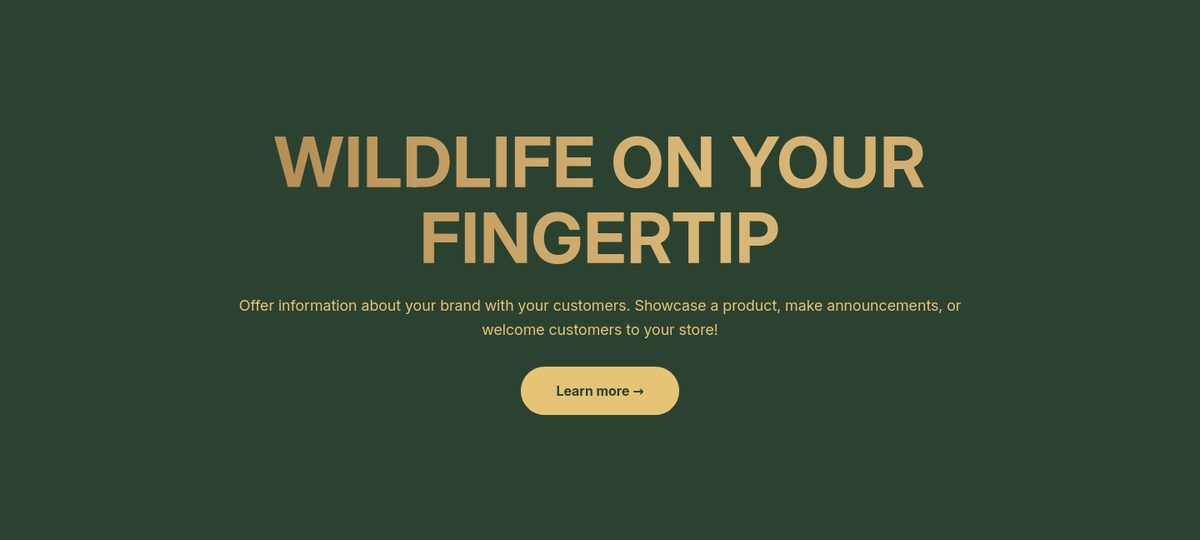 WILDLIFE ON YOUR
FINGERTIP
Offer information about your brand with your customers. Showcase a product, make announcements, or
welcome customers to your store!
Learn more →